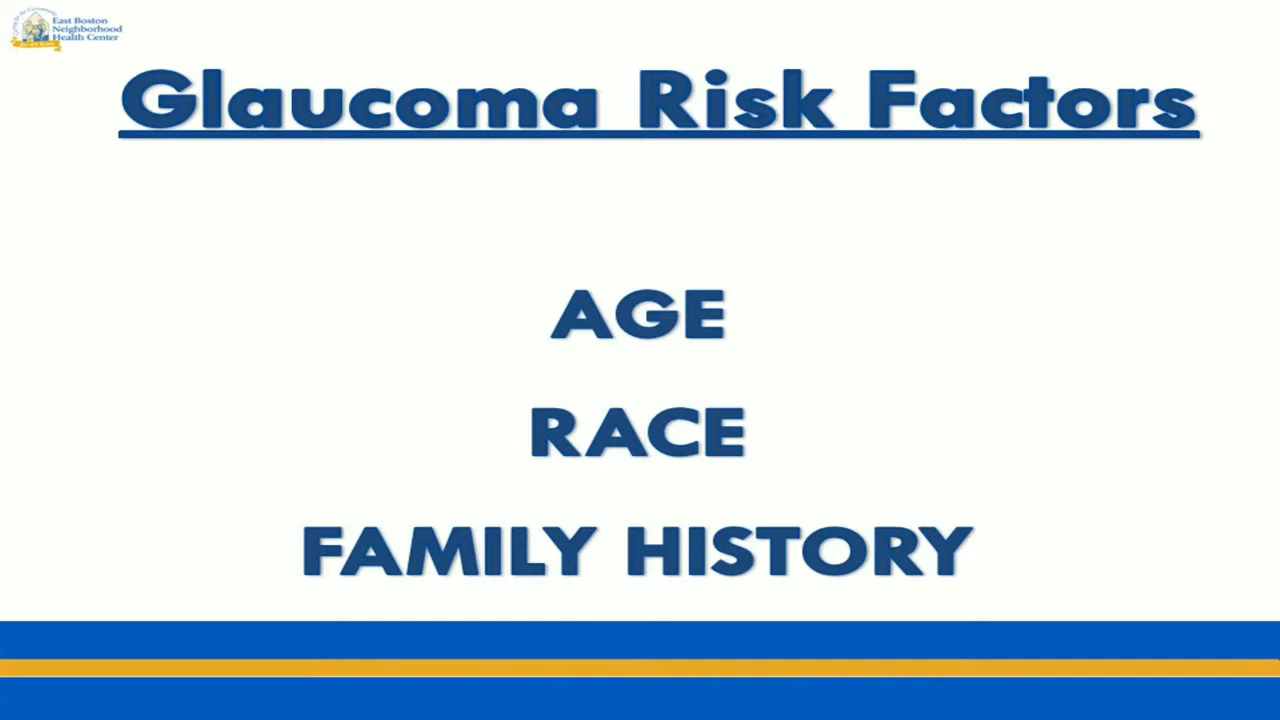 East Boston
Neighborhood
Health Center
Glaucoma Risk Factors
AGE
RACE
FAMILY HISTORY